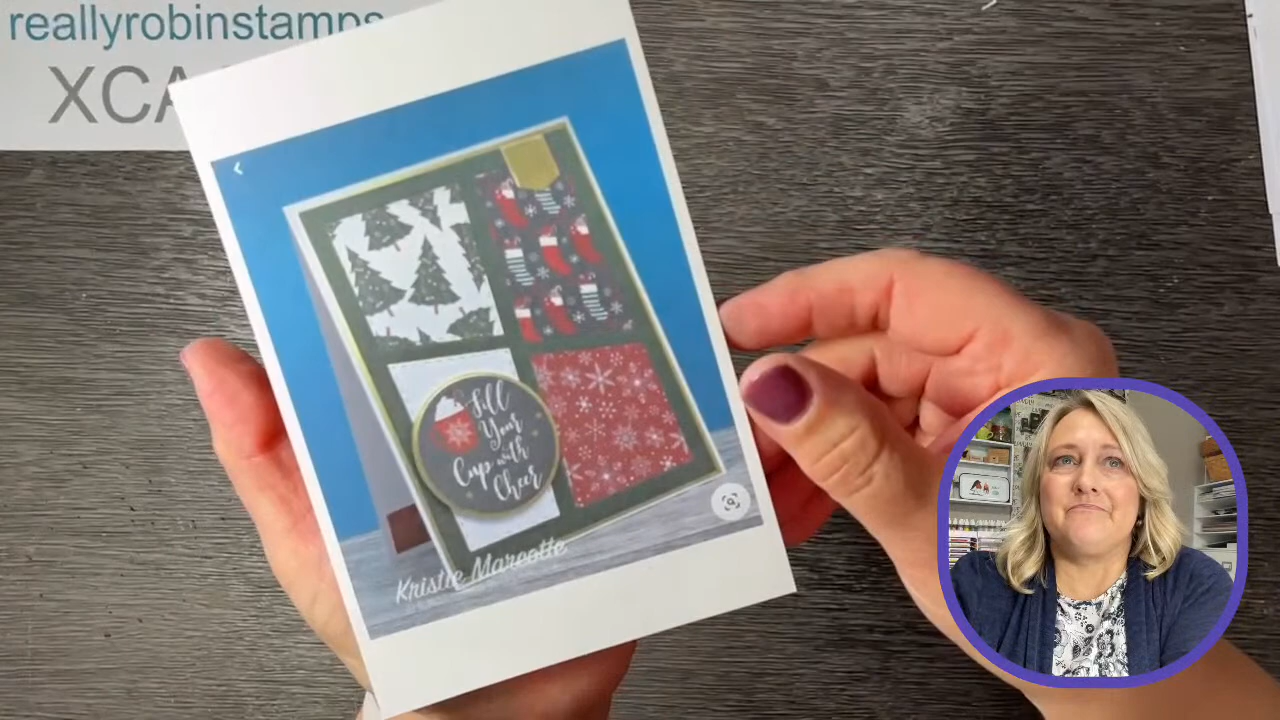 reallyrobinstamps
XCA
Fill
Your
Cup with
Cheer
Kristie Marcotte